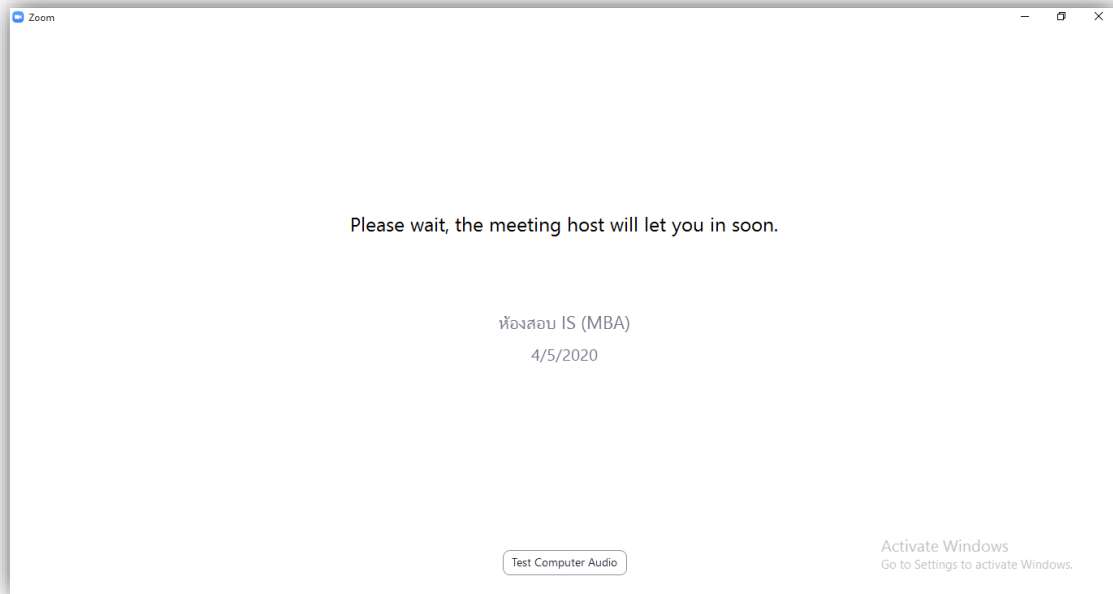 Zoom
Please wait, the meeting host will let you in soon.
ห้องสอบ IS (MBA)
4/5/2020
Test Computer Audio
Activate Windows
Go to Settings to activate Windows.